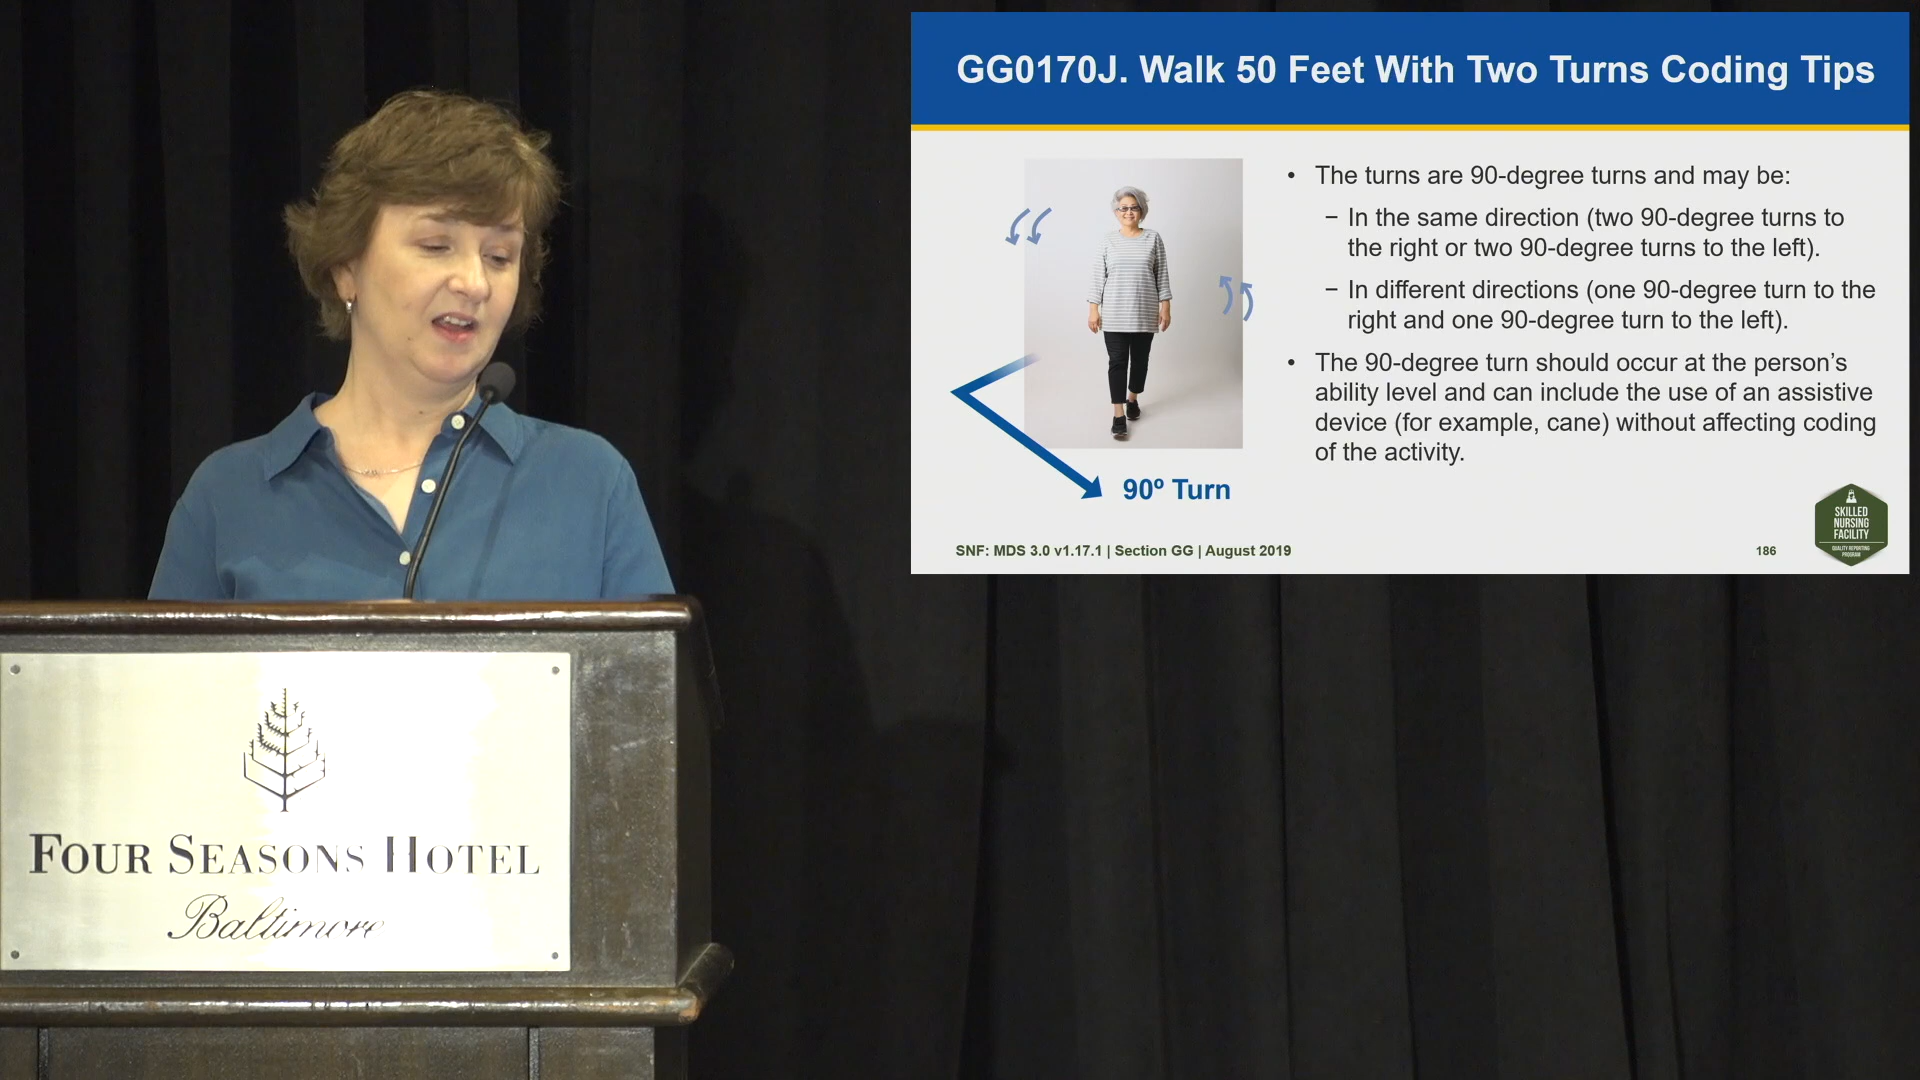 GG0170J. Walk 50 Feet With Two Turns Coding Tips
• The turns are 90-degree turns and may be:
– In the same direction (two 90-degree turns to
the right or two 90-degree turns to the left).
– In different directions (one 90-degree turn to the
right and one 90-degree turn to the left).
• The 90-degree turn should occur at the person’s
ability level and can include the use of an assistive
device (for example, cane) without affecting coding
of the activity.
90º Turn
SNF: MDS 3.0 v1.17.1 | Section GG | August 2019
186
SKILLED
NURSING
FACILITY
QUALITY REPORTING
PROGRAM
FOUR SEASONS HOTEL
Baltimore